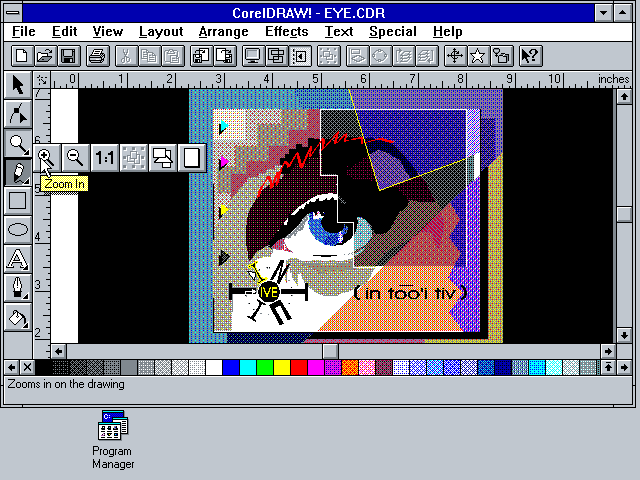 CorelDRAW! - EYE.CDR
File Edit View Layout Arrange Effects Text Special Help
0 1 2 3 4 5 6 7 8 9 10 inches
7
5
4
3
2
1:1
Zoom In
A
IVE
(in too'i tiv)
Zooms in on the drawing
C:\
Program
Manager